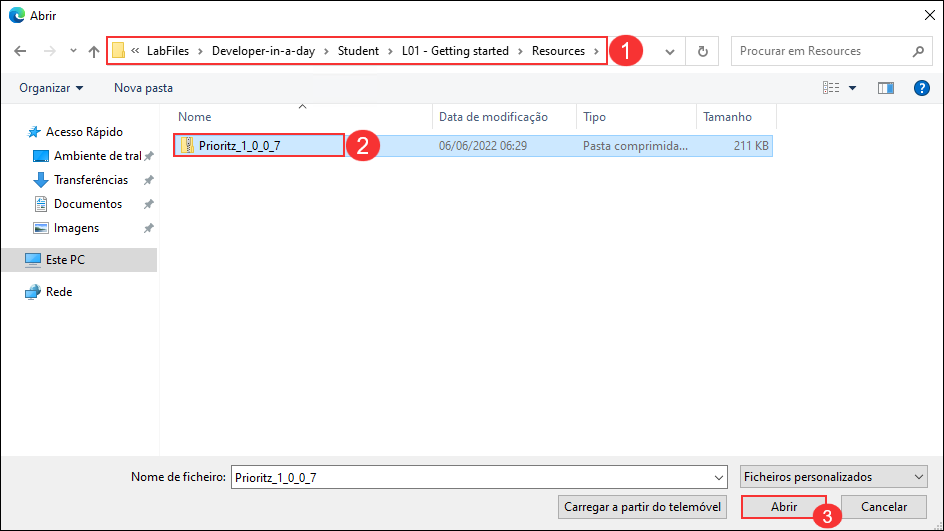 Abrir
« LabFiles > Developer-in-a-day > Student > L01 - Getting started > Resources > 1
Procurar em Resources
Organizar Nova pasta
?
Nome Data de modificação Tipo Tamanho
Prioritz_1_0_0_7 2 06/06/2022 06:29 Pasta comprimida... 211 KB
Acesso Rápido
Ambiente de tral
Transferências
Documentos
Imagens
Este PC
Rede
Nome de ficheiro: Prioritz_1_0_0_7 Ficheiros personalizados
Carregar a partir do telemóvel Abrir 3 Cancelar